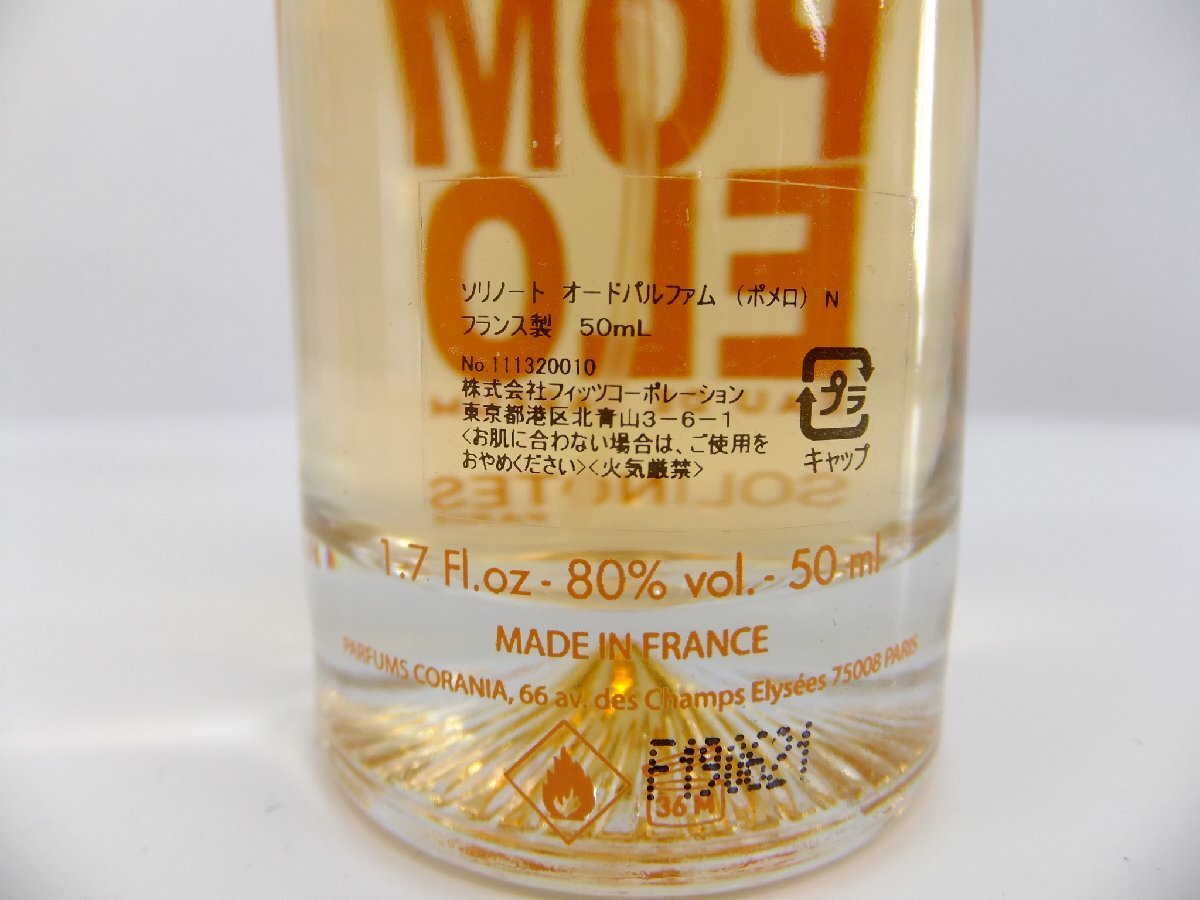 POM
ELO
ソリノート オードパルファム (ポメロ) N
フランス製 50mL
No.111320010
株式会社フィッツコーポレーション
東京都港区北青山3-6-1
<お肌に合わない場合は、ご使用を
おやめください><火気厳禁>
プラ
キャップ
SOLINOTES
1.7 Fl.oz - 80% vol. - 50 ml
MADE IN FRANCE
PARFUMS CORANIA, 66 av. des Champs Elysées 75008 PARIS
F190621
36 M